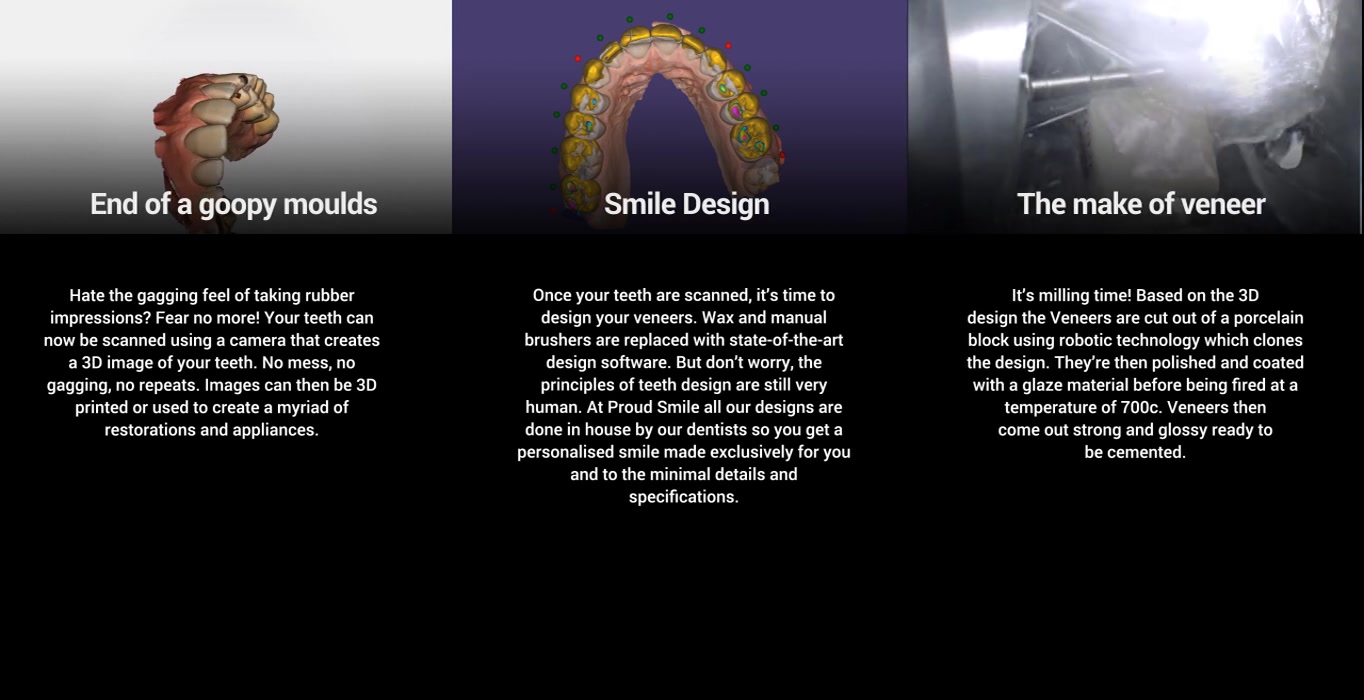 End of a goopy moulds
Smile Design
The make of veneer
Hate the gagging feel of taking rubber
impressions? Fear no more! Your teeth can
now be scanned using a camera that creates
a 3D image of your teeth. No mess, no
gagging, no repeats. Images can then be 3D
printed or used to create a myriad of
restorations and appliances.
Once your teeth are scanned, it's time to
design your veneers. Wax and manual
brushers are replaced with state-of-the-art
design software. But don't worry, the
principles of teeth design are still very
human. At Proud Smile all our designs are
done in house by our dentists so you get a
personalised smile made exclusively for you
and to the minimal details and
specifications.
It's milling time! Based on the 3D
design the Veneers are cut out of a porcelain
block using robotic technology which clones
the design. They're then polished and coated
with a glaze material before being fired at a
temperature of 700c. Veneers then
come out strong and glossy ready to
be cemented.